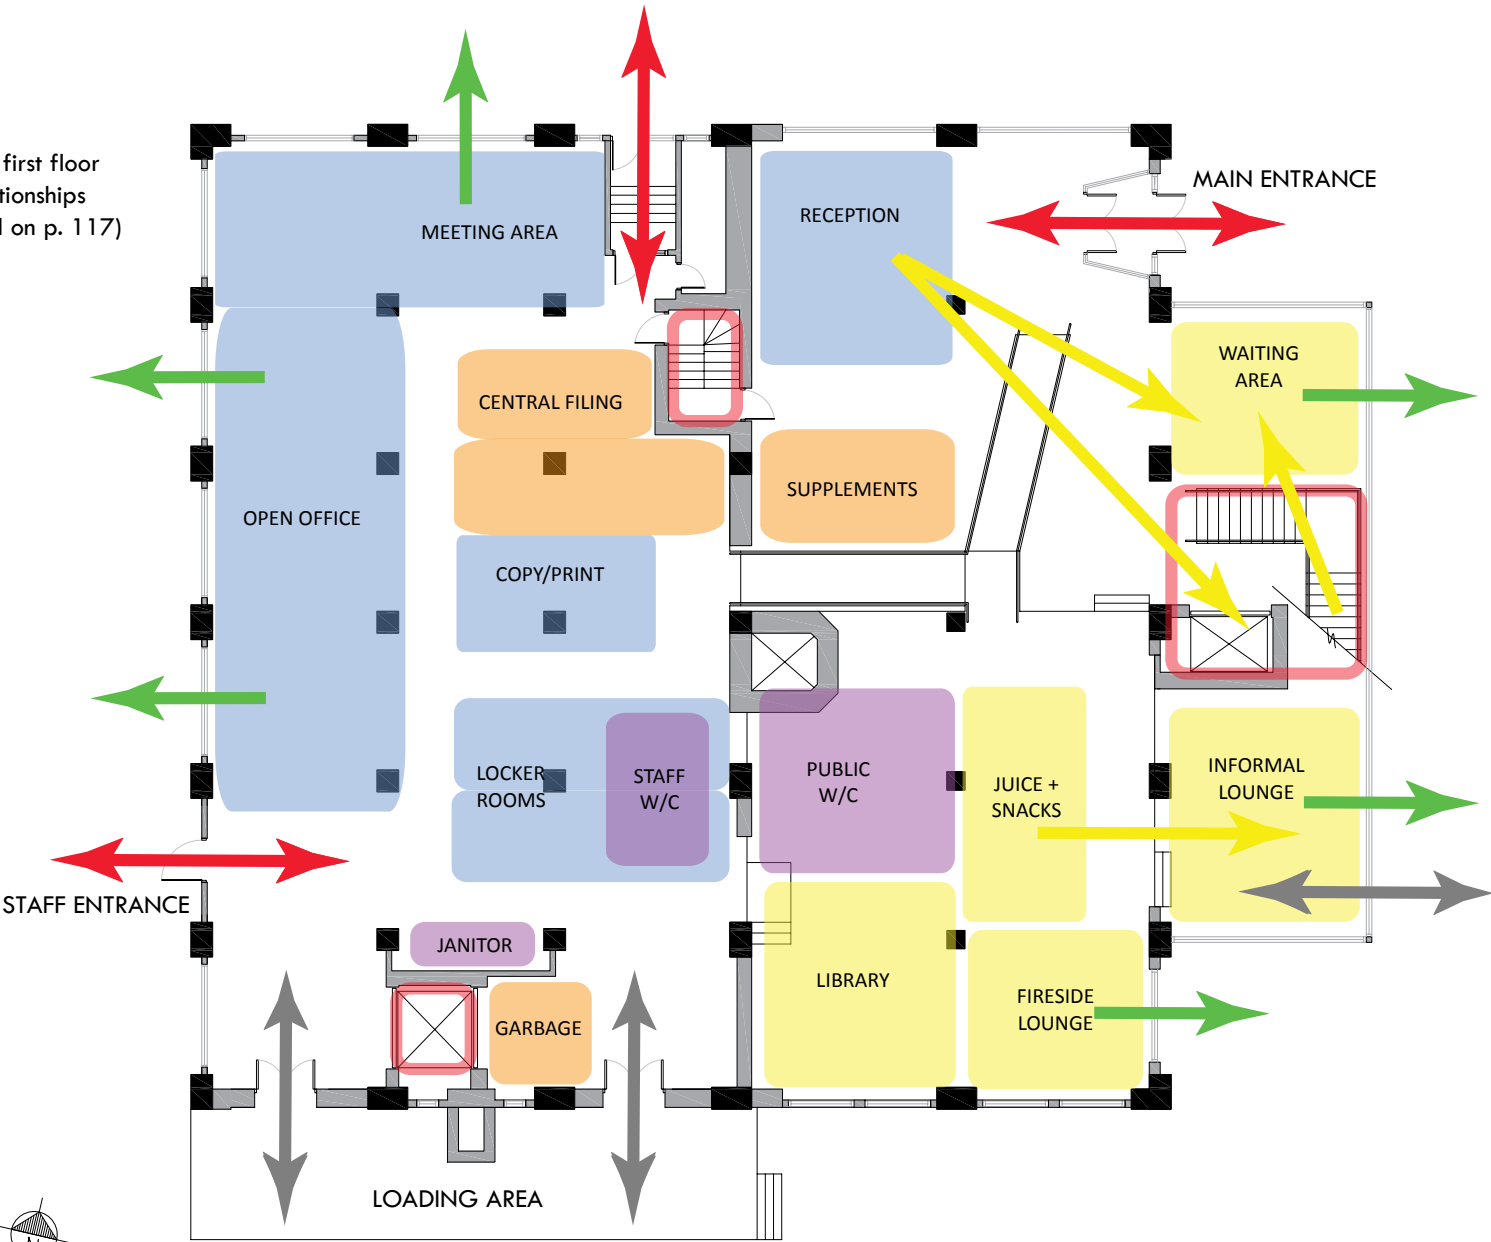 first floor
tionships
on p. 117)
MAIN ENTRANCE
RECEPTION
MEETING AREA
WAITING
AREA
CENTRAL FILING
SUPPLEMENTS
OPEN OFFICE
COPY/PRINT
LOCKER
ROOMS
STAFF
W/C
PUBLIC
W/C
JUICE +
SNACKS
INFORMAL
LOUNGE
STAFF ENTRANCE
JANITOR
LIBRARY
FIRESIDE
LOUNGE
GARBAGE
LOADING AREA